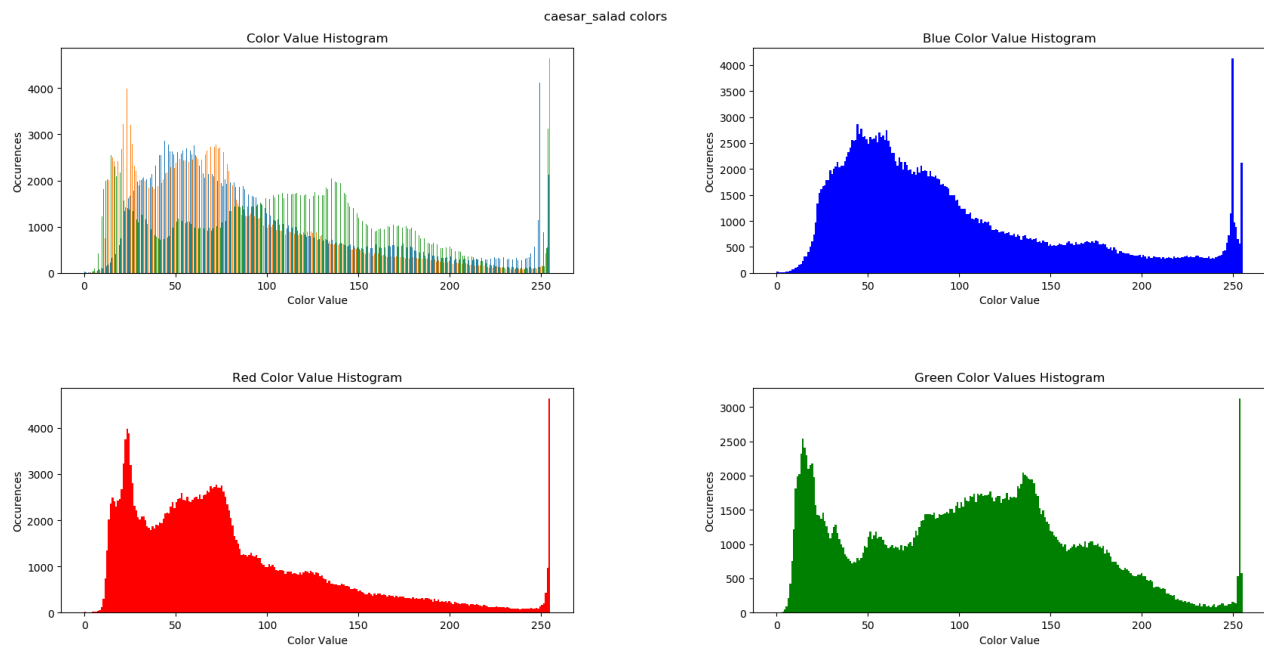 caesar_salad colors
Color Value Histogram
4000
3000
2000
1000
0
Occurences
0 50 100 150 200 250
Color Value
Blue Color Value Histogram
4000
3500
3000
2500
2000
1500
1000
500
0
Occurences
0 50 100 150 200 250
Color Value
Red Color Value Histogram
4000
3000
2000
1000
0
Occurences
0 50 100 150 200 250
Color Value
Green Color Values Histogram
3000
2500
2000
1500
1000
500
0
Occurences
0 50 100 150 200 250
Color Value